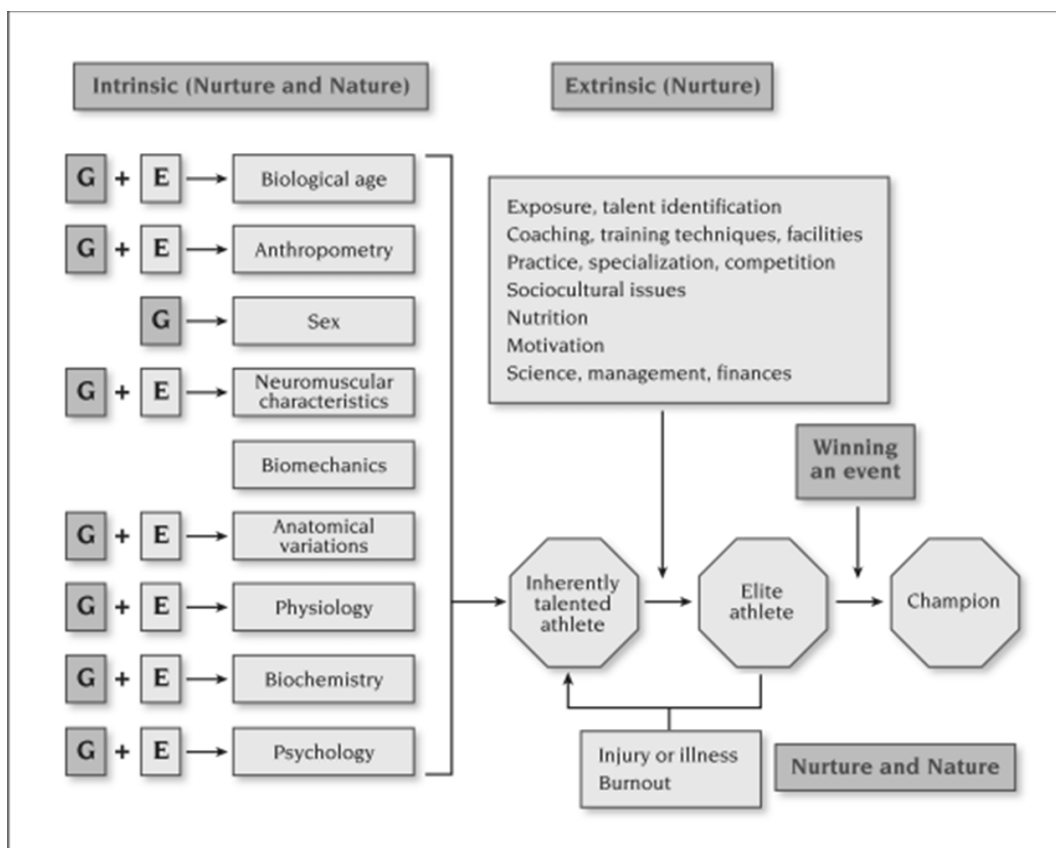 Intrinsic (Nurture and Nature)
Extrinsic (Nurture)
G + E Biological age
G + E Anthropometry
G Sex
G + E Neuromuscular
characteristics
Biomechanics
G + E Anatomical
variations
G + E Physiology
G + E Biochemistry
G + E Psychology
Exposure, talent identification
Coaching, training techniques, facilities
Practice, specialization, competition
Sociocultural issues
Nutrition
Motivation
Science, management, finances
Winning
an event
Inherently
talented
athlete
Elite
athlete
Champion
Injury or illness
Burnout
Nurture and Nature